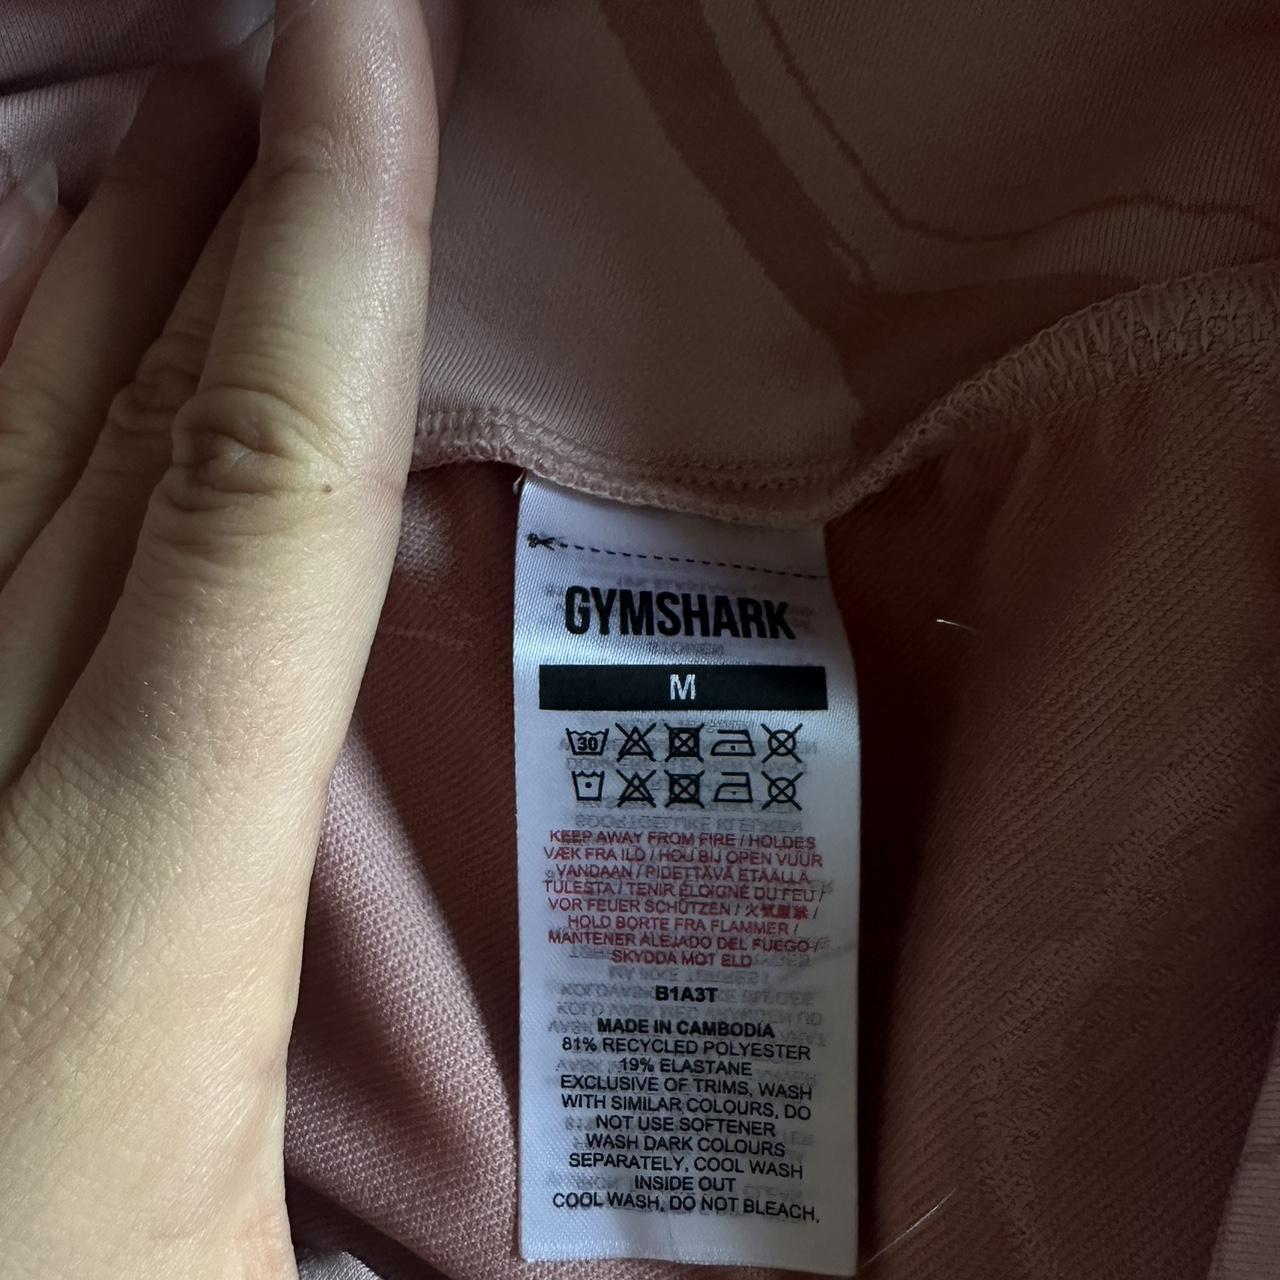 GYMSHARK
M
30
KEEP AWAY FROM FIRE / HOLDES
VÆK FRA ILD / HOU BIJ OPEN VUUR
VANDAAN / PIDETTÄVÄ ETÄÄLLÄ
TULESTA / TENIR ÉLOIGNÉ DU FEU /
VOR FEUER SCHÜTZEN / 火気厳禁 /
HOLD BORTE FRA FLAMMER /
MANTENER ALEJADO DEL FUEGO /
SKYDDA MOT ELD
B1A3T
MADE IN CAMBODIA
81% RECYCLED POLYESTER
19% ELASTANE
EXCLUSIVE OF TRIMS, WASH
WITH SIMILAR COLOURS, DO
NOT USE SOFTENER
WASH DARK COLOURS
SEPARATELY, COOL WASH
INSIDE OUT
COOL WASH, DO NOT BLEACH,